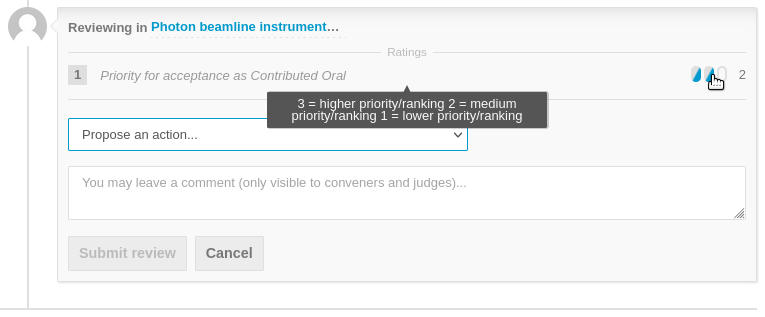 Reviewing in Photon beamline instrument…
Ratings
1 Priority for acceptance as Contributed Oral 2
3 = higher priority/ranking 2 = medium
priority/ranking 1 = lower priority/ranking
Propose an action...
You may leave a comment (only visible to conveners and judges)...
Submit review Cancel